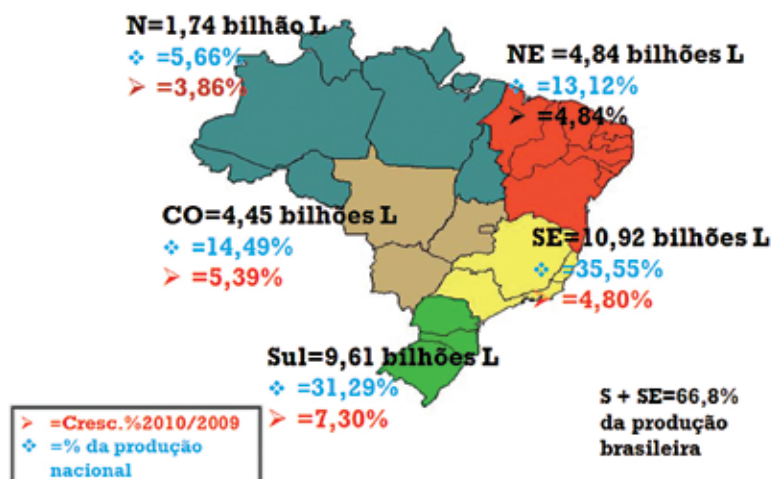 N=1,74 bilhão L
❖ =5,66%
➢ =3,86%
NE =4,84 bilhões L
❖ =13,12%
➢ =4,84%
CO=4,45 bilhões L
❖ =14,49%
➢ =5,39%
SE=10,92 bilhões L
❖ =35,55%
➢ =4,80%
Sul=9,61 bilhões L
❖ =31,29%
➢ =7,30%
➢ =Cresc.%2010/2009
❖ =% da produção
nacional
S + SE=66,8%
da produção
brasileira